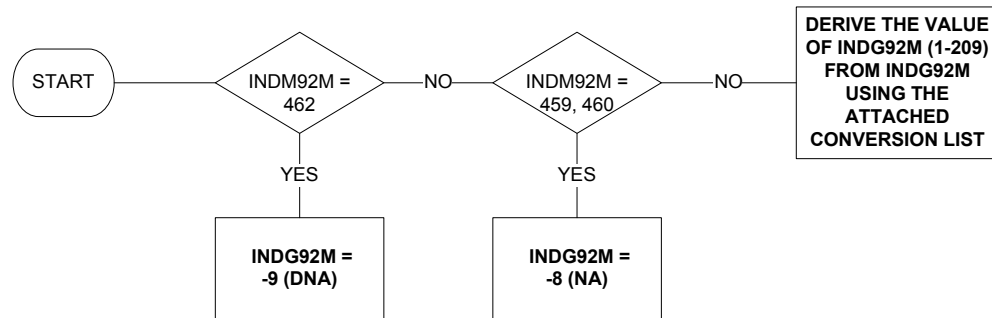 START
INDM92M =
462
NO
INDM92M =
459, 460
NO
DERIVE THE VALUE
OF INDG92M (1-209)
FROM INDG92M
USING THE
ATTACHED
CONVERSION LIST
YES
YES
INDG92M =
-9 (DNA)
INDG92M =
-8 (NA)